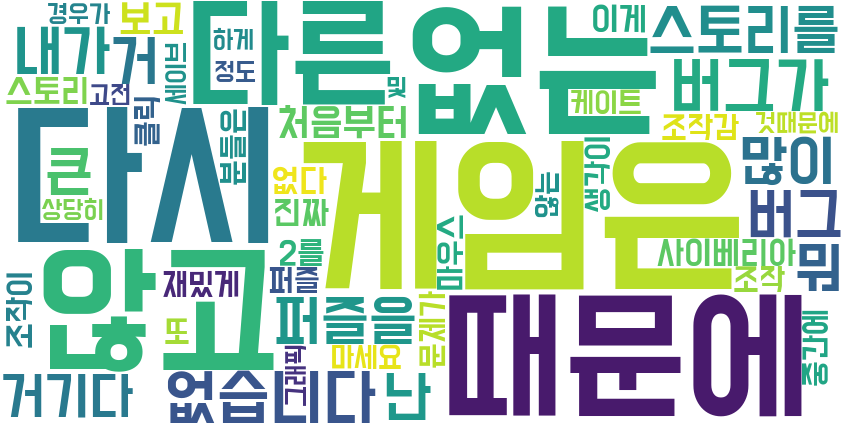 경우가
보고
다른
없는
이게
스토리를
내가
거
세이브
하게
정도
및
버그가
스토리
고전
클릭
다시
분들은
처음부터
케이트
조작감
것때문에
게임은
큰
상당히
없다
진짜
않는
생각이
많이
버그
뭔
않고
2를
마우스
사이베리아
조작
조작이
재밌게
퍼즐
또
퍼즐을
문제가
때문에
중간에
거기다
없습니다
그래픽
마세요
난